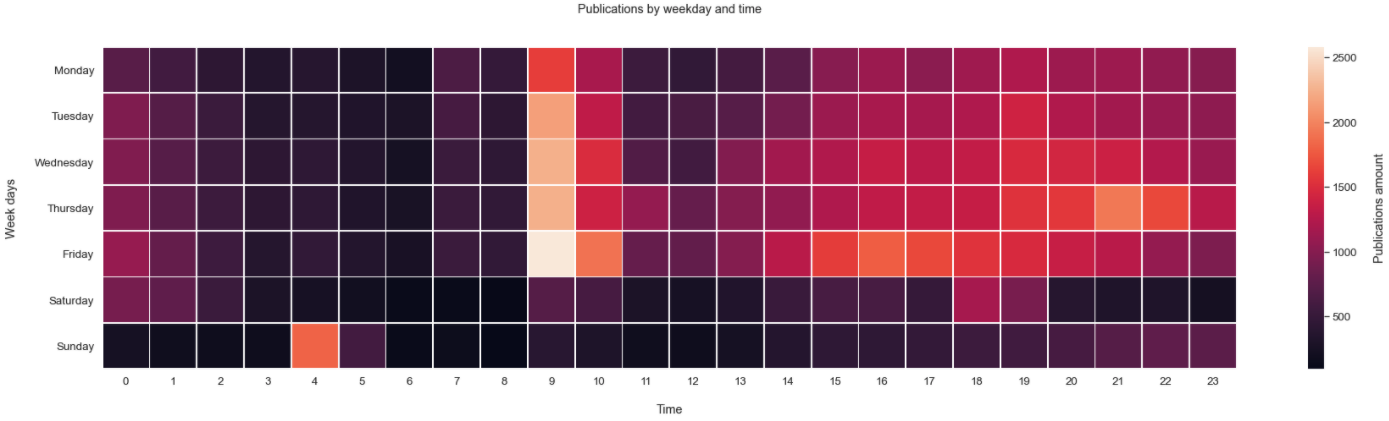 Publications by weekday and time
Monday
Tuesday
Wednesday
Thursday
Friday
Saturday
Sunday
Week days
0 1 2 3 4 5 6 7 8 9 10 11 12 13 14 15 16 17 18 19 20 21 22 23
Time
2500
2000
1500
1000
500
Publications amount